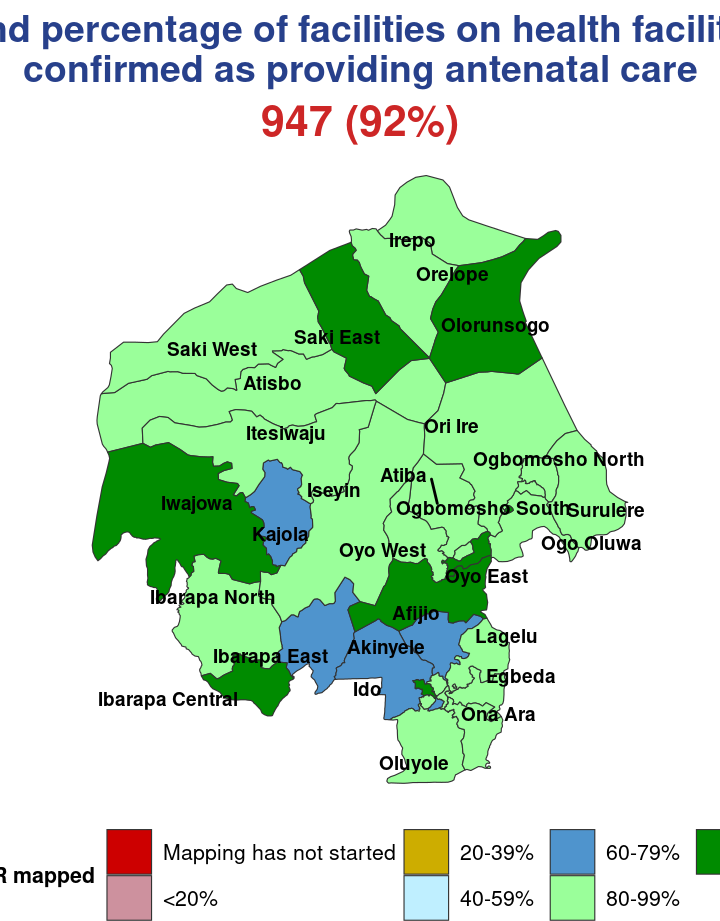 percentage of facilities on health
confirmed as providing antenatal care
947 (92%)
Irepo
Orelope
Olorunsogo
Saki East
Saki West
Atisbo
Ori Ire
Itesiwaju
Ogbomosho North
Atiba
Iseyin
Iwajowa
Ogbomosho South
Surulere
Kajola
Ogo Oluwa
Oyo West
Oyo East
Ibarapa North
Afijio
Lagelu
Akinyele
Ibarapa East
Egbeda
Ido
Ibarapa Central
Ona Ara
Oluyole
Mapping has not started
20-39%
60-79%
R mapped
<20%
40-59%
80-99%